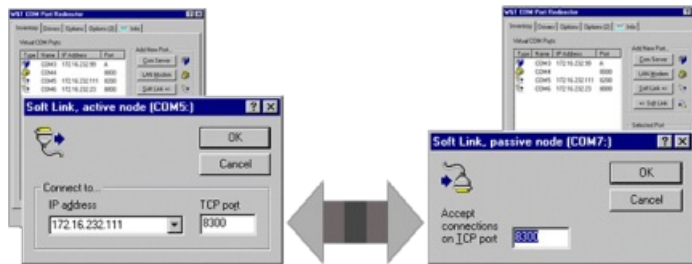 W&T COM Port Redirector
Inventory Drivers Options Options (2) Info
Virtual COM Ports:
Add New Port...
Type Name IP Address Port
COM3 172.16.232.99 A
COM4 8000
COM5 172.16.232.111 6200
COM6 172.16.232.23 8000
Com Server
LAN Modem
Soft Link <-
Soft Link, active node (COM5:)
OK
Cancel
Connect to...
IP address
TCP port
172.16.232.111
8300
W&T COM Port Redirector
Inventory Drivers Options Options (2) Info
Virtual COM Ports:
Add New Port...
Type Name IP Address Port
COM3 172.16.232.99 A
COM4 8000
COM5 172.16.232.111 6200
COM6 172.16.232.23 8000
Com Server
LAN Modem
Soft Link <-
Selected Port
Soft Link, passive node (COM7:)
OK
Cancel
Accept
connections
on TCP port
8300